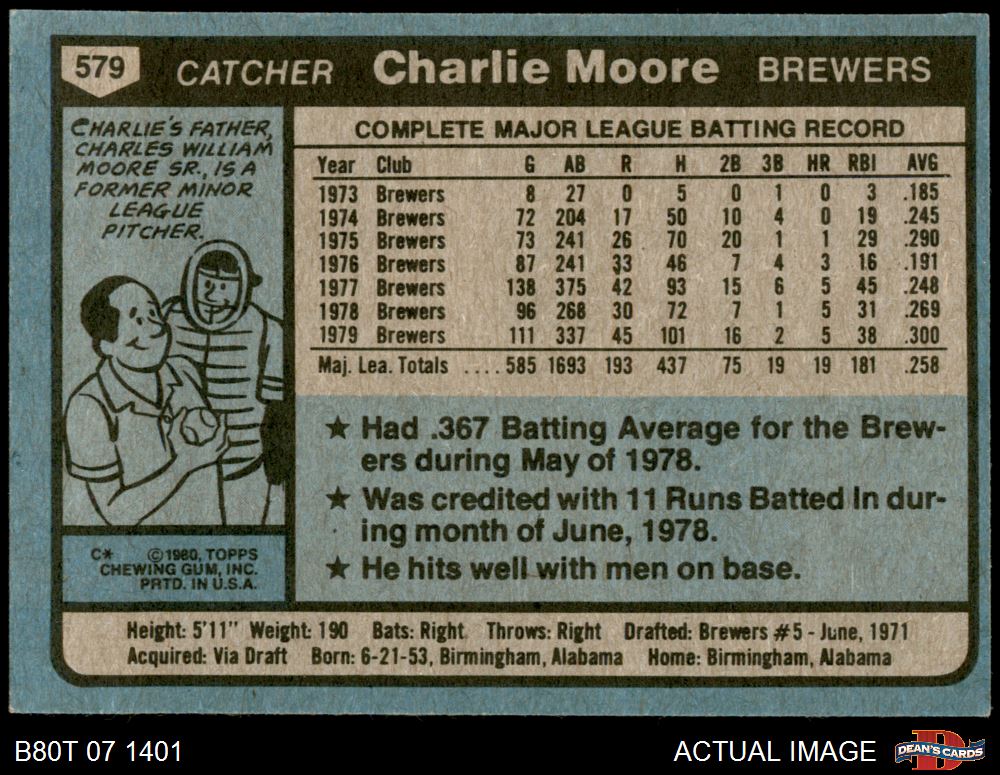 579 CATCHER Charlie Moore BREWERS
CHARLIE'S FATHER,
CHARLES WILLIAM
MOORE SR., IS A
FORMER MINOR
LEAGUE
PITCHER.
COMPLETE MAJOR LEAGUE BATTING RECORD
Year Club G AB R H 2B 3B HR RBI AVG
1973 Brewers 8 27 0 5 0 1 0 3 .185
1974 Brewers 72 204 17 50 10 4 0 19 .245
1975 Brewers 73 241 26 70 20 1 1 29 .290
1976 Brewers 87 241 33 46 7 4 3 16 .191
1977 Brewers 138 375 42 93 15 6 5 45 .248
1978 Brewers 96 268 30 72 7 1 5 31 .269
1979 Brewers 111 337 45 101 16 2 5 38 .300
Maj. Lea. Totals .... 585 1693 193 437 75 19 19 181 .258
★ Had .367 Batting Average for the Brew-
ers during May of 1978.
★ Was credited with 11 Runs Batted In dur-
ing month of June, 1978.
★ He hits well with men on base.
C* ©1980, TOPPS
CHEWING GUM, INC.
PRTD. IN U.S.A.
Height: 5'11" Weight: 190 Bats: Right Throws: Right Drafted: Brewers #5 - June, 1971
Acquired: Via Draft Born: 6-21-53, Birmingham, Alabama Home: Birmingham, Alabama
B80T 07 1401 ACTUAL IMAGE DEAN'S CARDS